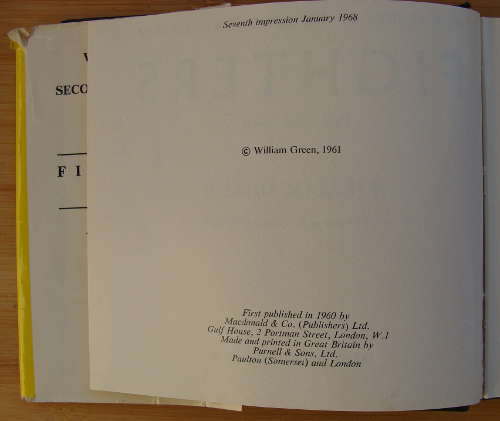 Seventh impression January 1968
SECO
F I
© William Green, 1961
First published in 1960 by
Macdonald & Co. (Publishers) Ltd.
Gulf House, 2 Portman Street, London, W.1
Made and printed in Great Britain by
Purnell & Sons, Ltd.
Paulton (Somerset) and London